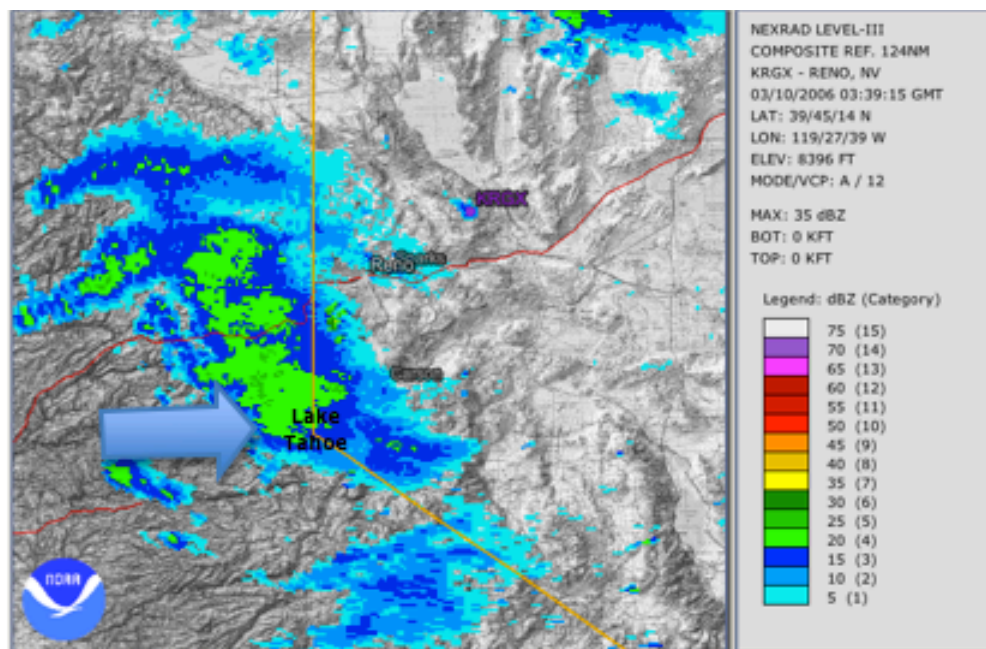 NEXRAD LEVEL-III
COMPOSITE REF. 124NM
KRGX - RENO, NV
03/10/2006 03:39:15 GMT
LAT: 39/45/14 N
LON: 119/27/39 W
ELEV: 8396 FT
MODE/VCP: A / 12
MAX: 35 dBZ
BOT: 0 KFT
TOP: 0 KFT
Legend: dBZ (Category)
75 (15)
70 (14)
65 (13)
60 (12)
55 (11)
50 (10)
45 (9)
40 (8)
35 (7)
30 (6)
25 (5)
20 (4)
15 (3)
10 (2)
5 (1)
KRGX
Sparks
Reno
Carson
Lake
Tahoe
NOAA